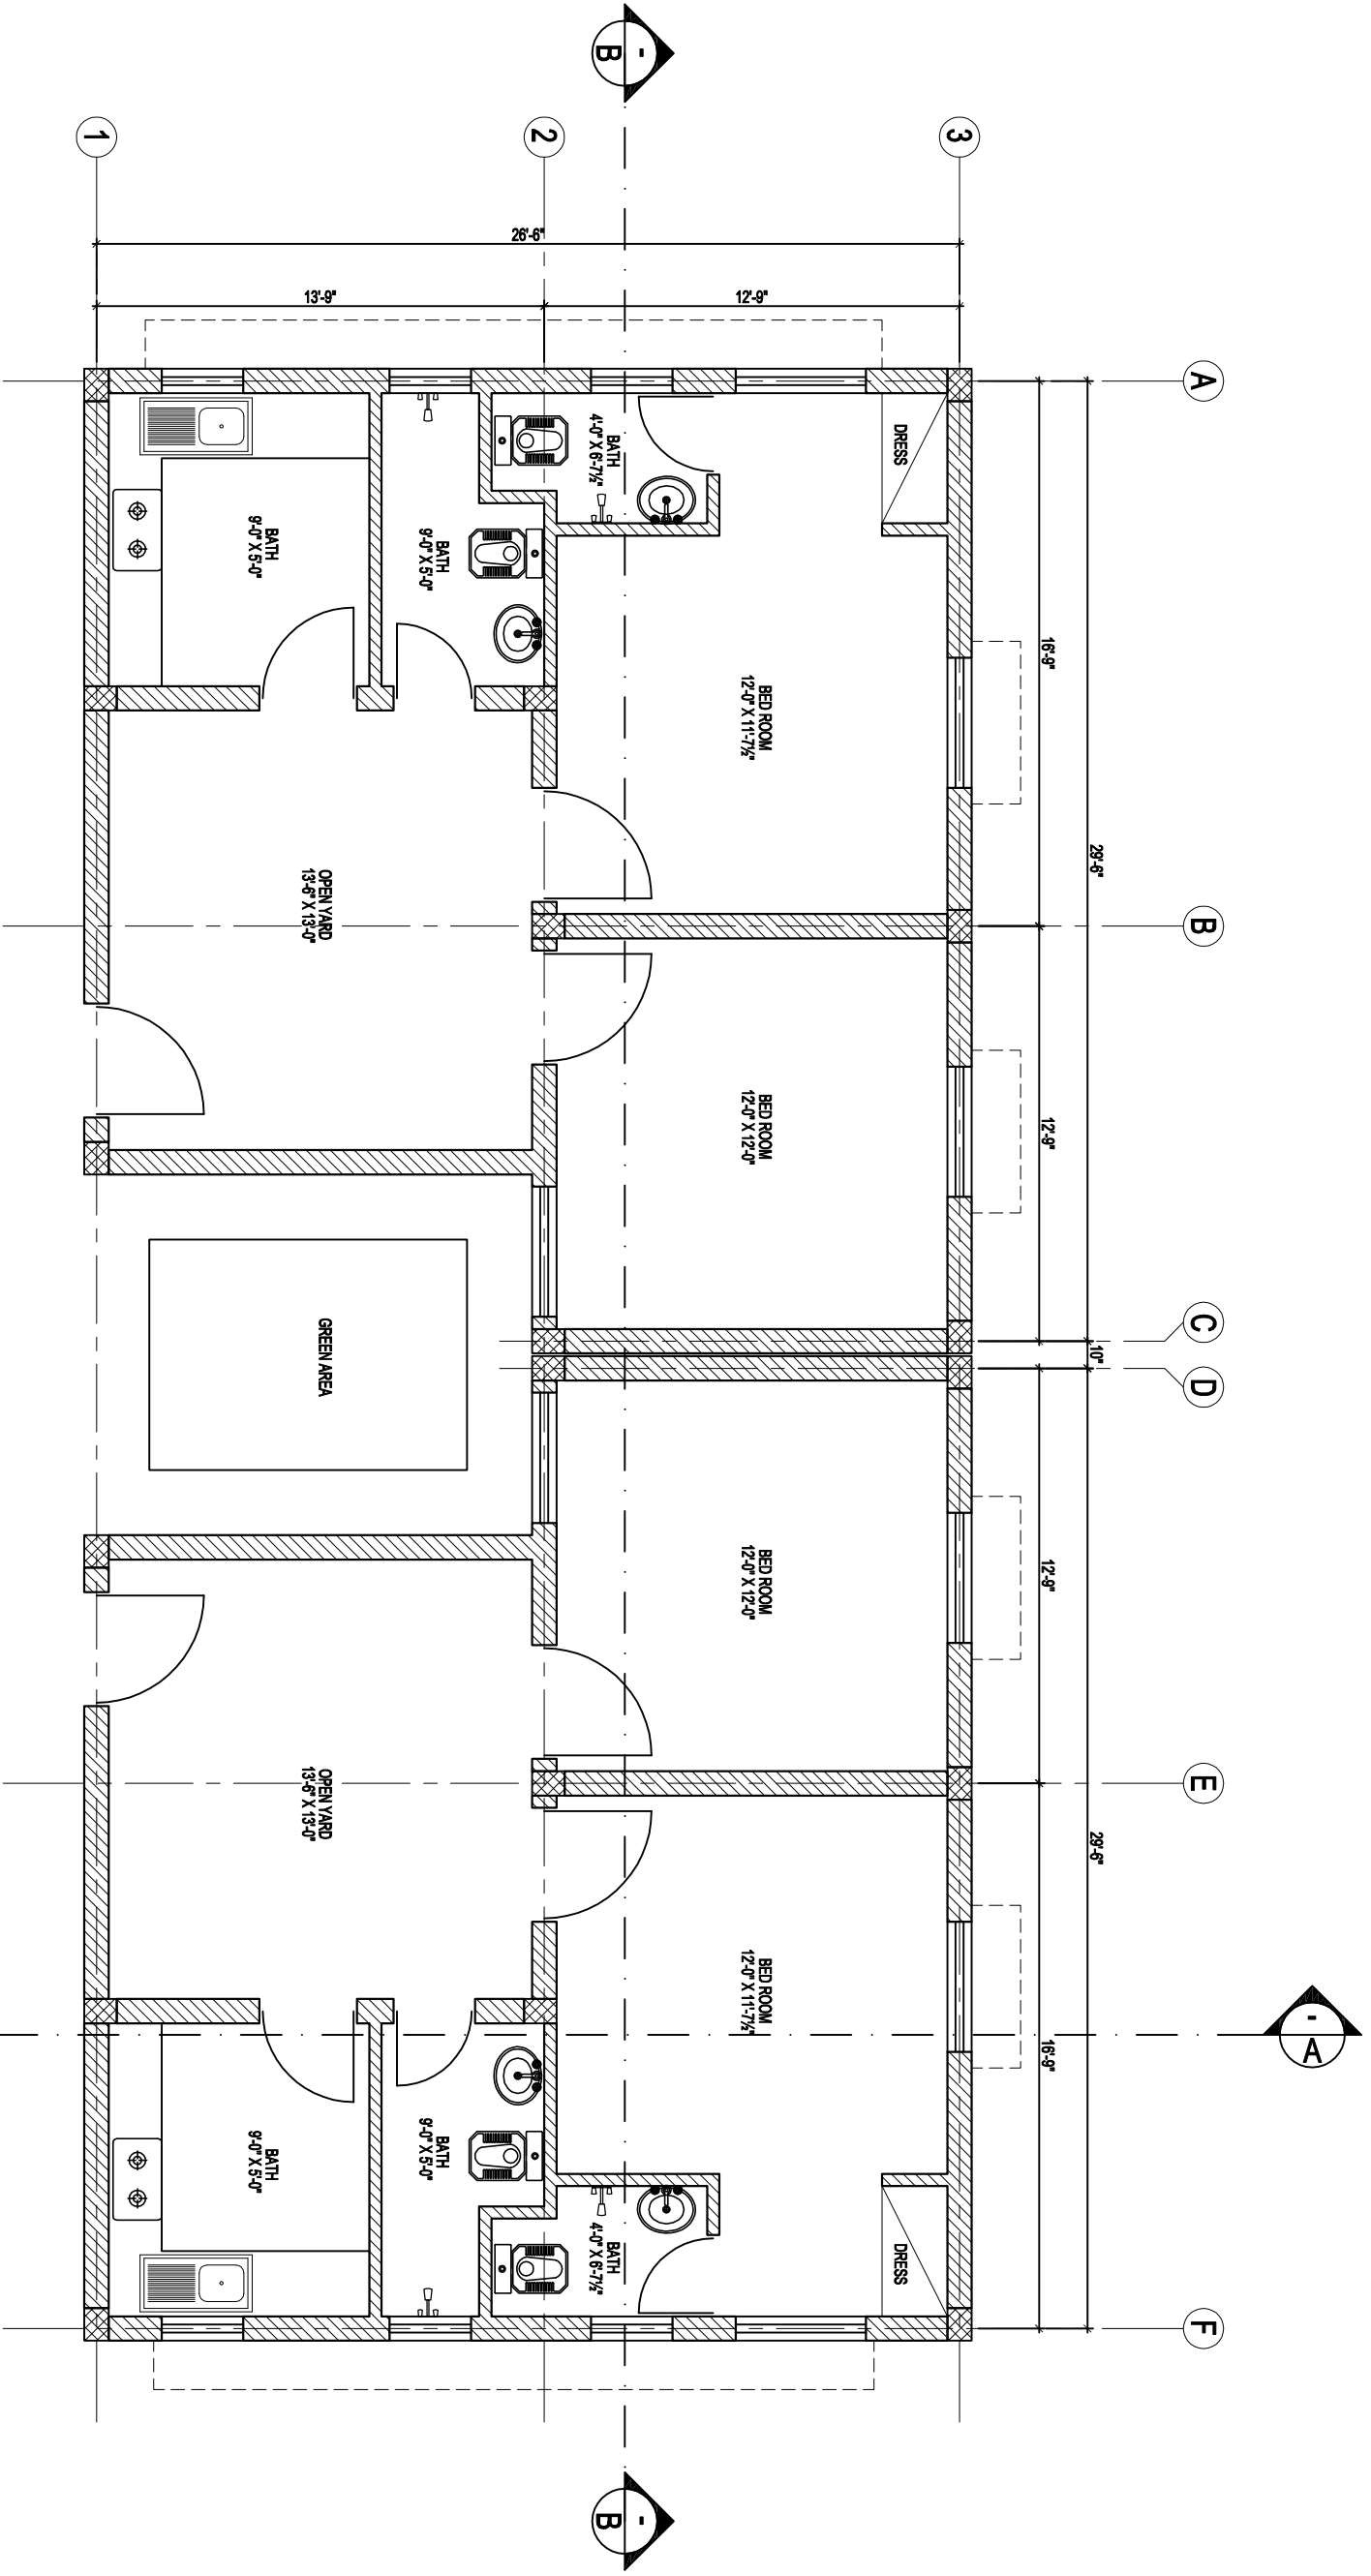 -
A
A
B
C
D
E
F
29'-6"
10"
29'-6"
16'-9"
12'-9"
12'-9"
16'-9"
3
DRESS
DRESS
12'-9"
BED ROOM
12'-0" X 11'-7½"
BED ROOM
12'-0" X 12'-0"
BED ROOM
12'-0" X 12'-0"
BED ROOM
12'-0" X 11'-7½"
-
B
BATH
4'-0" X 6'-7½"
BATH
4'-0" X 6'-7½"
-
B
2
26'-6"
BATH
9'-0" X 5'-0"
BATH
9'-0" X 5'-0"
13'-9"
OPEN YARD
13'-6" X 13'-0"
GREEN AREA
OPEN YARD
13'-6" X 13'-0"
BATH
9'-0" X 5'-0"
BATH
9'-0" X 5'-0"
1